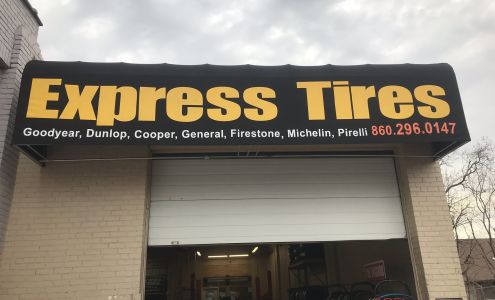 Express Tires
Goodyear, Dunlop, Cooper, General, Firestone, Michelin, Pirelli 860.296.0147